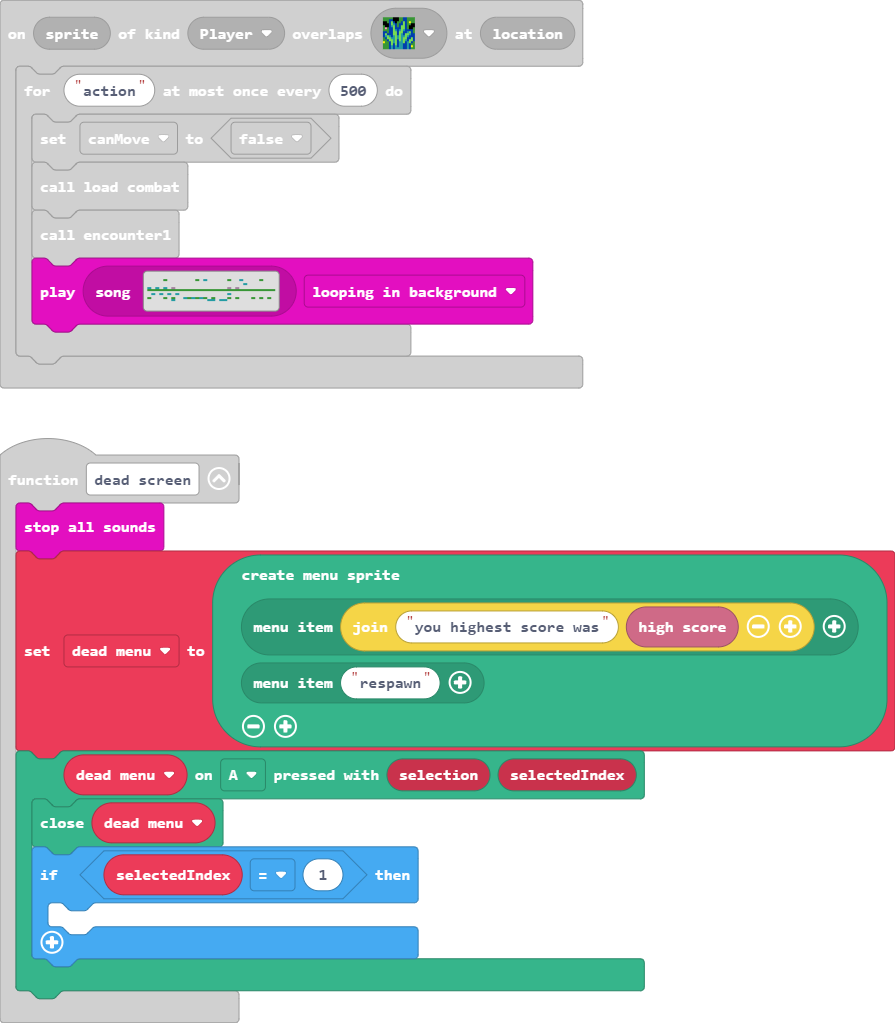 on sprite of kind Player overlaps at location
for "action" at most once every 500 do
set canMove to false
call load combat
call encounter1
play song looping in background
function dead screen
stop all sounds
create menu sprite
menu item join "you highest score was" high score
set dead menu to
menu item "respawn"
dead menu on A pressed with selection selectedIndex
close dead menu
if selectedIndex = 1 then